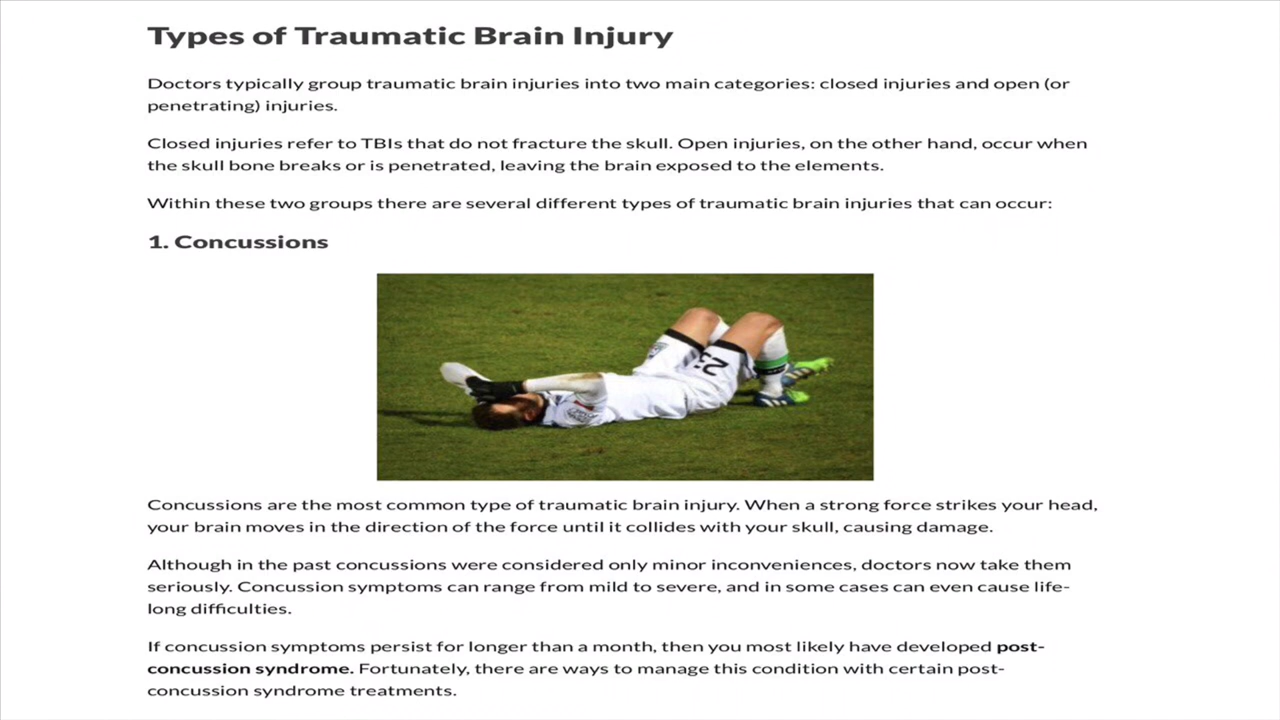 Types of Traumatic Brain Injury
Doctors typically group traumatic brain injuries into two main categories: closed injuries and open (or
penetrating) injuries.
Closed injuries refer to TBIs that do not fracture the skull. Open injuries, on the other hand, occur when
the skull bone breaks or is penetrated, leaving the brain exposed to the elements.
Within these two groups there are several different types of traumatic brain injuries that can occur:
1. Concussions
23
Concussions are the most common type of traumatic brain injury. When a strong force strikes your head,
your brain moves in the direction of the force until it collides with your skull, causing damage.
Although in the past concussions were considered only minor inconveniences, doctors now take them
seriously. Concussion symptoms can range from mild to severe, and in some cases can even cause life-
long difficulties.
If concussion symptoms persist for longer than a month, then you most likely have developed post-
concussion syndrome. Fortunately, there are ways to manage this condition with certain post-
concussion syndrome treatments.